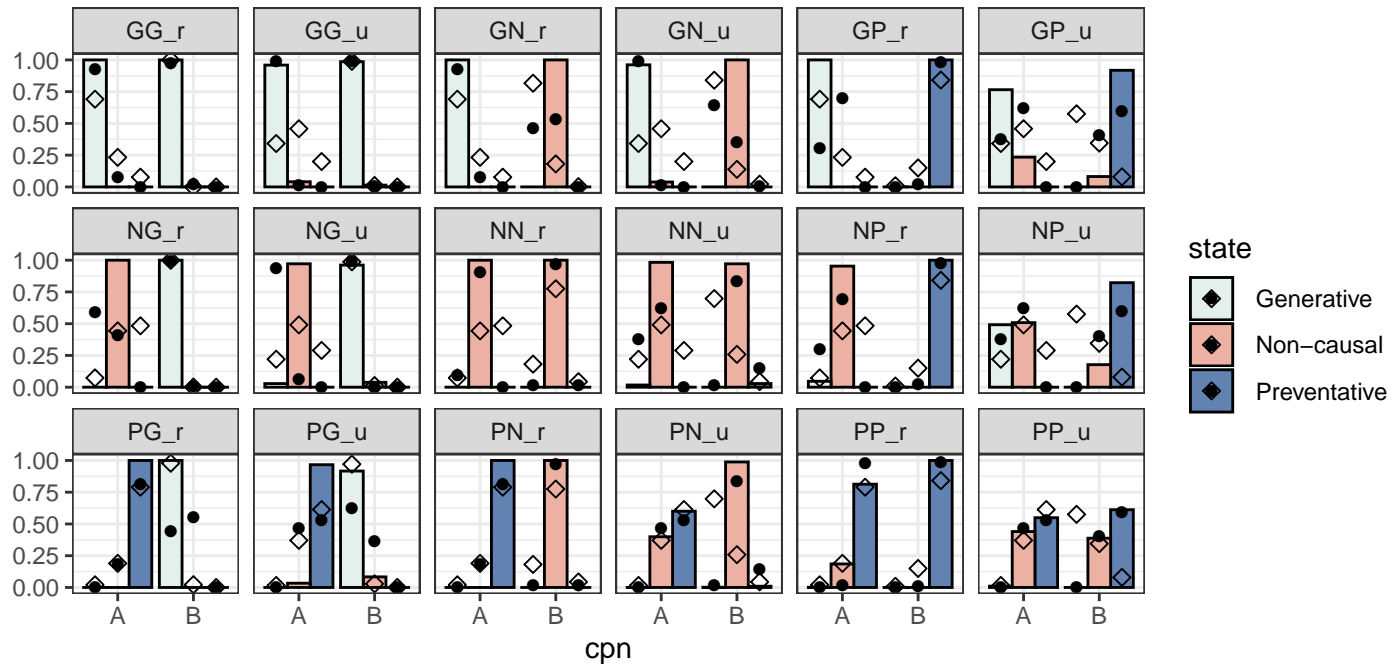 GG_r GG_u GN_r GN_u GP_r GP_u
1.00
0.75
0.50
0.25
0.00
NG_r NG_u NN_r NN_u NP_r NP_u
1.00
0.75
0.50
0.25
0.00
PG_r PG_u PN_r PN_u PP_r PP_u
1.00
0.75
0.50
0.25
0.00
A B A B A B A B A B A B
cpn
state
Generative
Non−causal
Preventative